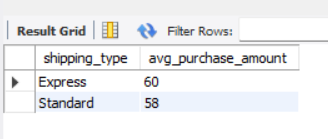 Result Grid Filter Rows:
shipping_type avg_purchase_amount
Express 60
Standard 58